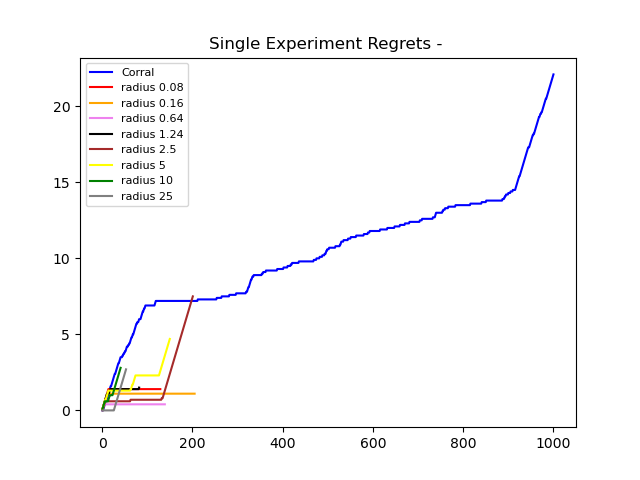 Single Experiment Regrets -
Corral
radius 0.08
radius 0.16
radius 0.64
radius 1.24
radius 2.5
radius 5
radius 10
radius 25
20
15
10
5
0
0 200 400 600 800 1000